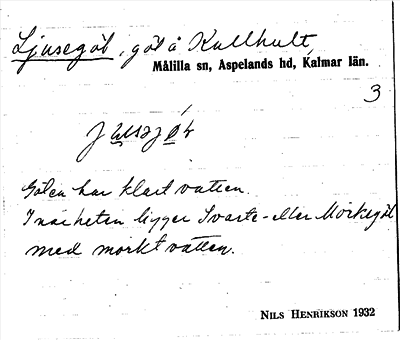 Ljusegöl, göl å Kullhult,
Målilla sn, Aspelands hd, Kalmar län.
3
Gölen har klart vatten.
I närheten ligger Svarte- eller Mörkegöl
med mörkt vatten.
NILS HENRIKSON 1932